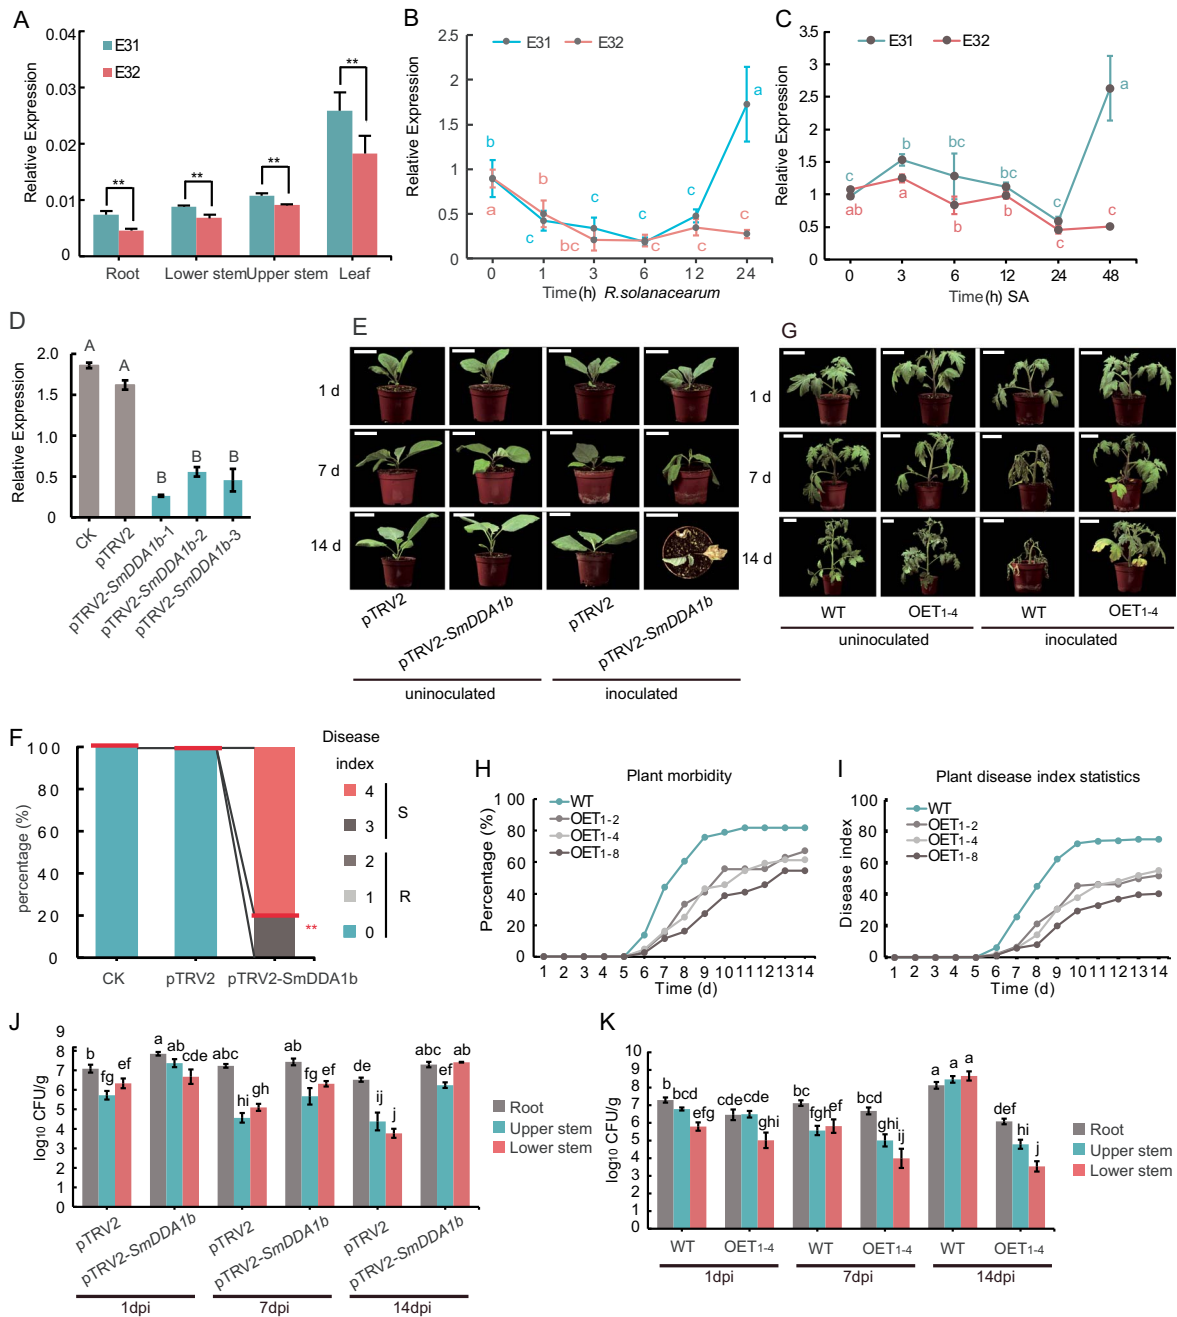 A
0.04
0.03
0.02
0.01
0
Relative Expression
E31
E32
**
**
**
**
Root
Lower stem
Upper stem
Leaf
B
2.5
2
1.5
1
0.5
0
Relative Expression
E31
E32
b
a
b
c
c
bc
c
c
c
c
a
c
0
1
3
6
12
24
Time(h) R.solanacearum
C
3.5
3
2.5
2
1.5
1
0.5
0
Relative Expression
E31
E32
c
ab
b
a
bc
b
bc
b
c
c
a
c
0
3
6
12
24
48
Time(h) SA
D
2.0
1.5
1.0
0.5
0
Relative Expression
A
A
B
B
B
CK
pTRV2
pTRV2-SmDDA1b-1
pTRV2-SmDDA1b-2
pTRV2-SmDDA1b-3
E
1 d
7 d
14 d
pTRV2
pTRV2-SmDDA1b
pTRV2
pTRV2-SmDDA1b
uninoculated
inoculated
G
1 d
7 d
14 d
WT
OET1-4
WT
OET1-4
uninoculated
inoculated
F
100
80
60
40
20
0
percentage (%)
**
CK
pTRV2
pTRV2-SmDDA1b
Disease
index
4
3
2
1
0
S
R
H
Plant morbidity
100
80
60
40
20
0
Percentage (%)
WT
OET1-2
OET1-4
OET1-8
1 2 3 4 5 6 7 8 9 10 11 12 13 14
Time (d)
I
Plant disease index statistics
100
80
60
40
20
0
Disease index
WT
OET1-2
OET1-4
OET1-8
1 2 3 4 5 6 7 8 9 10 11 12 13 14
Time (d)
J
9
8
7
6
5
4
3
2
1
0
log10 CFU/g
b
fg
ef
a
ab
cde
abc
hi
gh
ab
fg
ef
de
ij
j
abc
ef
ab
Root
Upper stem
Lower stem
pTRV2
pTRV2-SmDDA1b
pTRV2
pTRV2-SmDDA1b
pTRV2
pTRV2-SmDDA1b
1dpi
7dpi
14dpi
K
10
9
8
7
6
5
4
3
2
1
0
log10 CFU/g
b
bcd
efg
cde
cde
ghi
bc
fgh
ef
bcd
ghi
ij
a
a
a
def
hi
j
Root
Upper stem
Lower stem
WT
OET1-4
WT
OET1-4
WT
OET1-4
1dpi
7dpi
14dpi